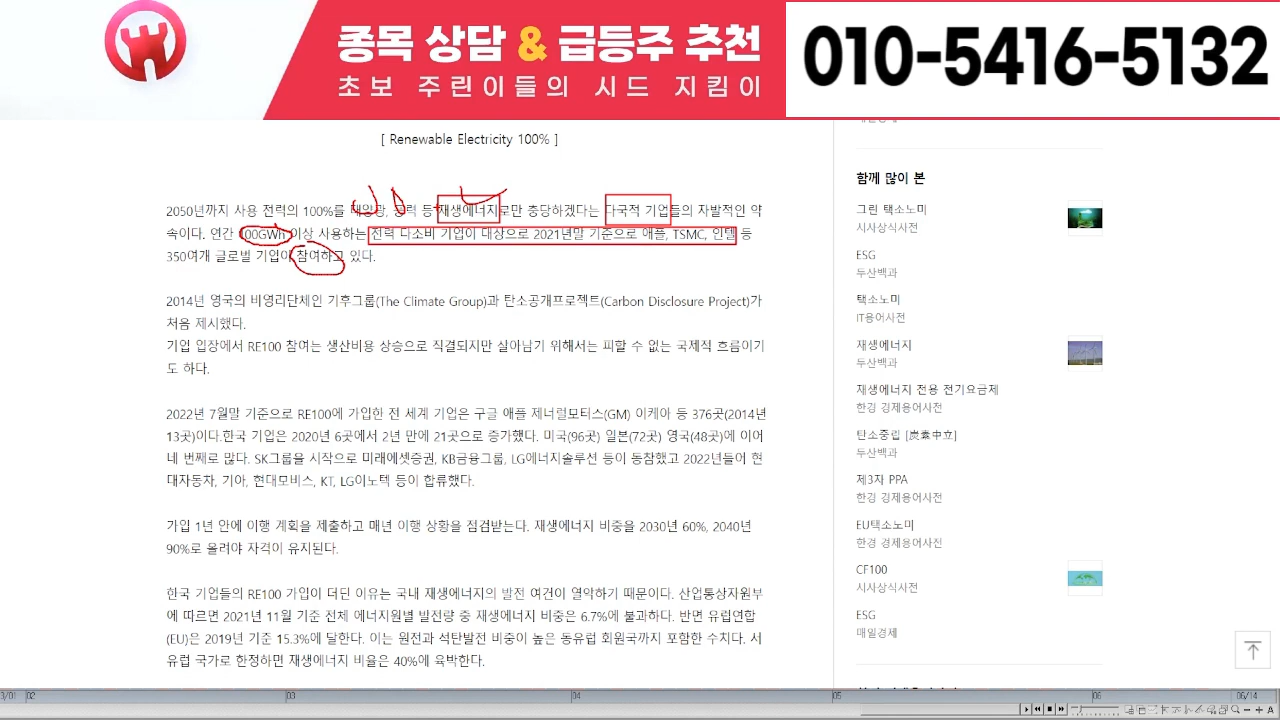 종목 상담 & 급등주 추천
초보 주린이들의 시드 지킴이
010-5416-5132
[ Renewable Electricity 100% ]
2050년까지 사용 전력의 100%를 태양광, 풍력 등 재생에너지로만 충당하겠다는 다국적 기업들의 자발적인 약
속이다. 연간 100GWh 이상 사용하는 전력 다소비 기업이 대상으로 2021년말 기준으로 애플, TSMC, 인텔 등
350여개 글로벌 기업이 참여하고 있다.
2014년 영국의 비영리단체인 기후그룹(The Climate Group)과 탄소공개프로젝트(Carbon Disclosure Project)가
처음 제시했다.
기업 입장에서 RE100 참여는 생산비용 상승으로 직결되지만 살아남기 위해서는 피할 수 없는 국제적 흐름이기
도 하다.
2022년 7월말 기준으로 RE100에 가입한 전 세계 기업은 구글 애플 제너럴모터스(GM) 이케아 등 376곳(2014년
13곳)이다.한국 기업은 2020년 6곳에서 2년 만에 21곳으로 증가했다. 미국(96곳) 일본(72곳) 영국(48곳)에 이어
네 번째로 많다. SK그룹을 시작으로 미래에셋증권, KB금융그룹, LG에너지솔루션 등이 동참했고 2022년들어 현
대자동차, 기아, 현대모비스, KT, LG이노텍 등이 합류했다.
가입 1년 안에 이행 계획을 제출하고 매년 이행 상황을 점검받는다. 재생에너지 비중을 2030년 60%, 2040년
90%로 올려야 자격이 유지된다.
한국 기업들의 RE100 가입이 더딘 이유는 국내 재생에너지의 발전 여건이 열악하기 때문이다. 산업통상자원부
에 따르면 2021년 11월 기준 전체 에너지원별 발전량 중 재생에너지 비중은 6.7%에 불과하다. 반면 유럽연합
(EU)은 2019년 기준 15.3%에 달한다. 이는 원전과 석탄발전 비중이 높은 동유럽 회원국까지 포함한 수치다. 서
유럽 국가로 한정하면 재생에너지 비율은 40%에 육박한다.
함께 많이 본
그린 택소노미
시사상식사전
ESG
두산백과
택소노미
IT용어사전
재생에너지
두산백과
재생에너지 전용 전기요금제
한경 경제용어사전
탄소중립 [炭素中立]
두산백과
제3자 PPA
한경 경제용어사전
EU택소노미
한경 경제용어사전
CF100
시사상식사전
ESG
매일경제
3/01 02 03 04 05 06 06/14